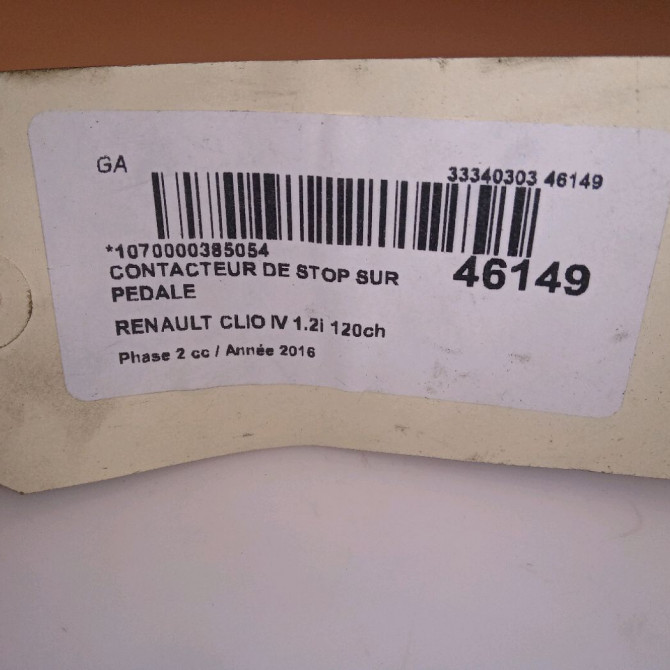 GA
33340303 46149
*1070000385054
CONTACTEUR DE STOP SUR
PEDALE
46149
RENAULT CLIO IV 1.2i 120ch
Phase 2 cc / Année 2016